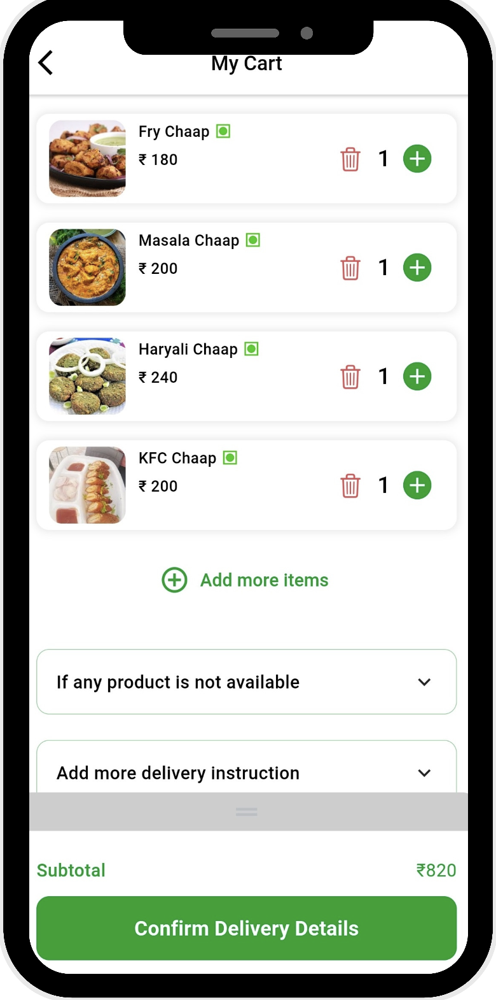 My Cart
Fry Chaap
₹ 180
1
Masala Chaap
₹ 200
1
Haryali Chaap
₹ 240
1
KFC Chaap
₹ 200
1
Add more items
If any product is not available
Add more delivery instruction
Subtotal ₹820
Confirm Delivery Details